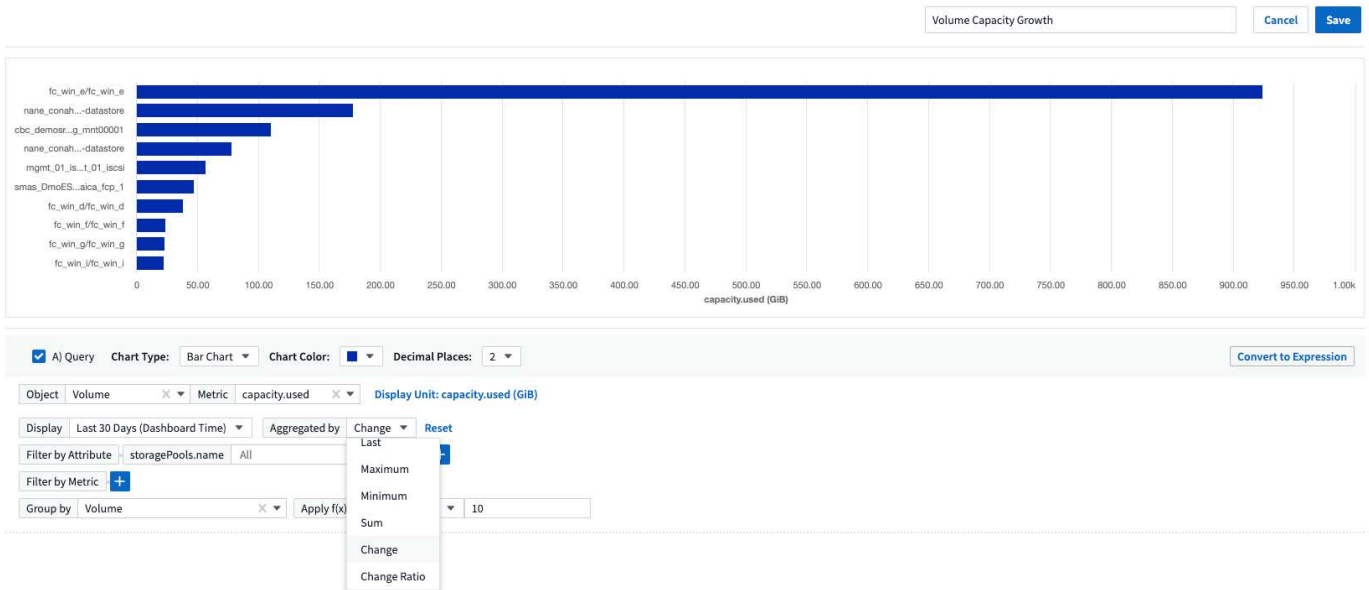 Volume Capacity Growth
Cancel
Save
fc_win_e/fc_win_e
nane_conah...-datastore
cbc_demosr...g_mnt00001
nane_conah...-datastore
mgmt_01_is...t_01_iscsi
smas_DmoES...aica_fcp_1
fc_win_d/fc_win_d
fc_win_f/fc_win_f
fc_win_g/fc_win_g
fc_win_i/fc_win_i
0 50.00 100.00 150.00 200.00 250.00 300.00 350.00 400.00 450.00 500.00 550.00 600.00 650.00 700.00 750.00 800.00 850.00 900.00 950.00 1.00k
capacity.used (GiB)
A) Query Chart Type: Bar Chart Chart Color: Decimal Places: 2 Convert to Expression
Object Volume Metric capacity.used Display Unit: capacity.used (GiB)
Display Last 30 Days (Dashboard Time) Aggregated by Change Reset
Last
Filter by Attribute storagePools.name All
Maximum
Filter by Metric +
Minimum
Group by Volume Apply f(x) 10
Sum
Change
Change Ratio